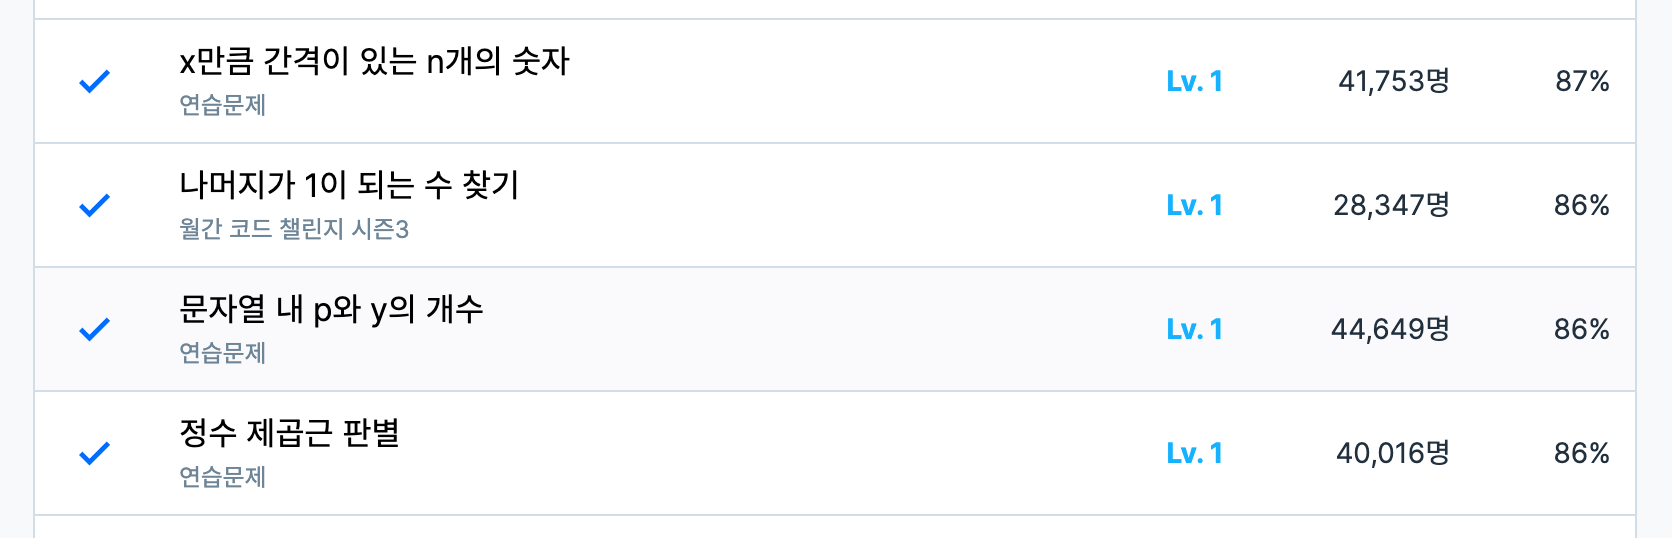 x만큼 간격이 있는 n개의 숫자
연습문제
Lv. 1
41,753명
87%
나머지가 1이 되는 수 찾기
월간 코드 챌린지 시즌3
Lv. 1
28,347명
86%
문자열 내 p와 y의 개수
연습문제
Lv. 1
44,649명
86%
정수 제곱근 판별
연습문제
Lv. 1
40,016명
86%